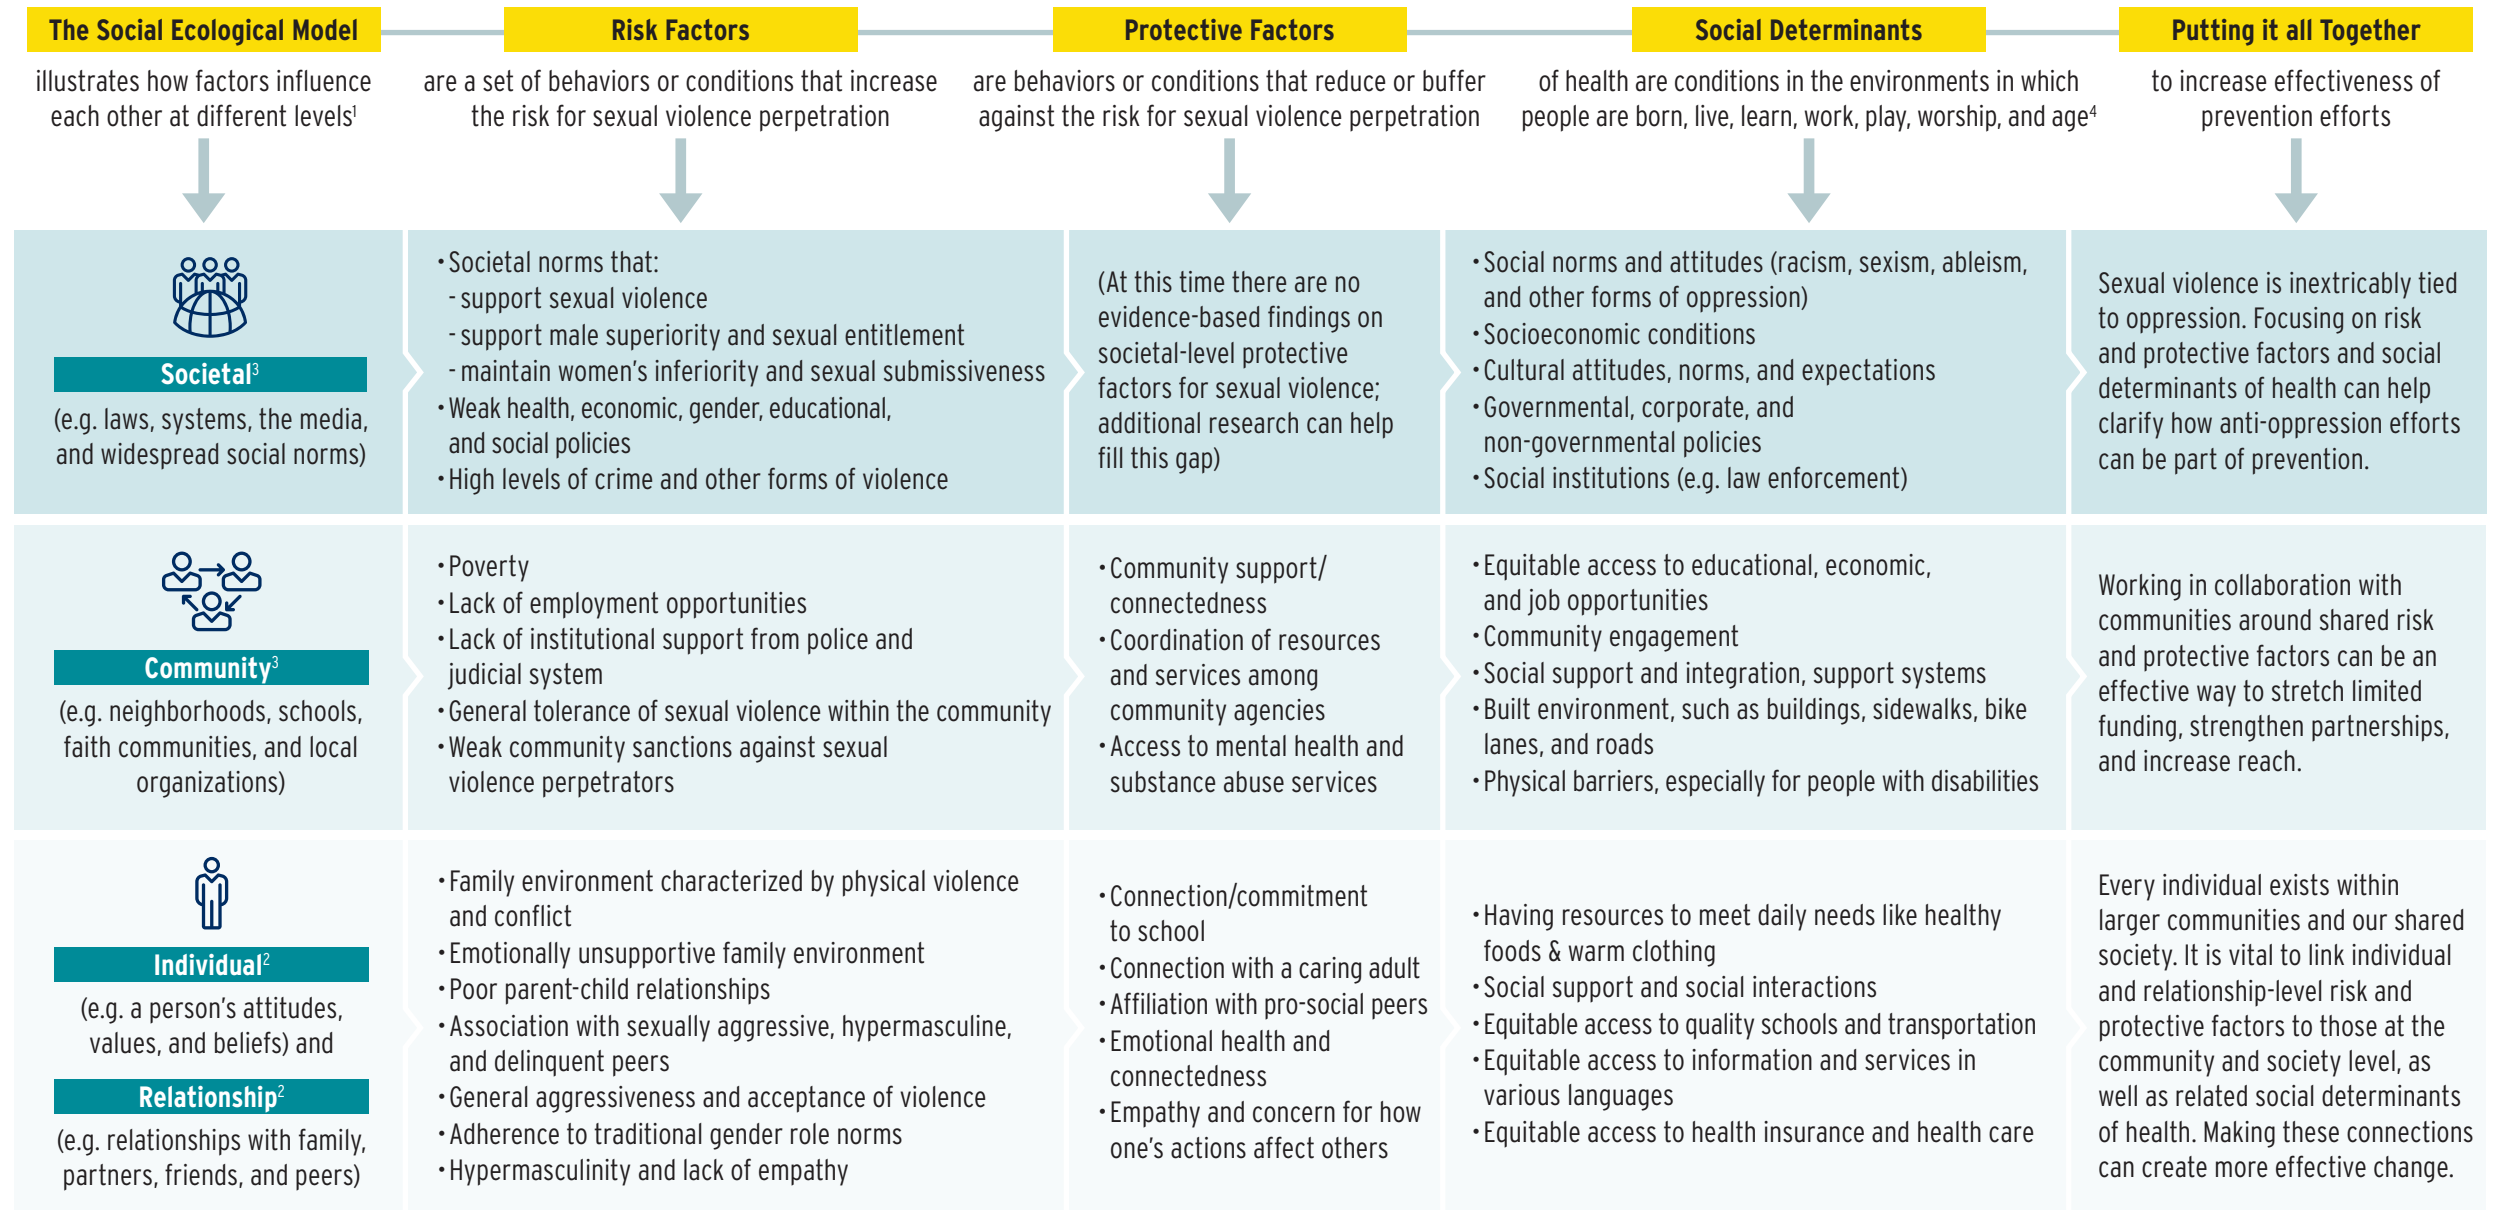 The Social Ecological Model
illustrates how factors influence
each other at different levels¹
Risk Factors
are a set of behaviors or conditions that increase
the risk for sexual violence perpetration
Protective Factors
are behaviors or conditions that reduce or buffer
against the risk for sexual violence perpetration
Social Determinants
of health are conditions in the environments in which
people are born, live, learn, work, play, worship, and age⁴
Putting it all Together
to increase effectiveness of
prevention efforts
Societal³
(e.g. laws, systems, the media,
and widespread social norms)
• Societal norms that:
- support sexual violence
- support male superiority and sexual entitlement
- maintain women’s inferiority and sexual submissiveness
• Weak health, economic, gender, educational,
and social policies
• High levels of crime and other forms of violence
(At this time there are no
evidence-based findings on
societal-level protective
factors for sexual violence;
additional research can help
fill this gap)
• Social norms and attitudes (racism, sexism, ableism,
and other forms of oppression)
• Socioeconomic conditions
• Cultural attitudes, norms, and expectations
• Governmental, corporate, and
non-governmental policies
• Social institutions (e.g. law enforcement)
Sexual violence is inextricably tied
to oppression. Focusing on risk
and protective factors and social
determinants of health can help
clarify how anti-oppression efforts
can be part of prevention.
Community³
(e.g. neighborhoods, schools,
faith communities, and local
organizations)
• Poverty
• Lack of employment opportunities
• Lack of institutional support from police and
judicial system
• General tolerance of sexual violence within the community
• Weak community sanctions against sexual
violence perpetrators
• Community support/
connectedness
• Coordination of resources
and services among
community agencies
• Access to mental health and
substance abuse services
• Equitable access to educational, economic,
and job opportunities
• Community engagement
• Social support and integration, support systems
• Built environment, such as buildings, sidewalks, bike
lanes, and roads
• Physical barriers, especially for people with disabilities
Working in collaboration with
communities around shared risk
and protective factors can be an
effective way to stretch limited
funding, strengthen partnerships,
and increase reach.
Individual²
(e.g. a person’s attitudes,
values, and beliefs) and
Relationship²
(e.g. relationships with family,
partners, friends, and peers)
• Family environment characterized by physical violence
and conflict
• Emotionally unsupportive family environment
• Poor parent-child relationships
• Association with sexually aggressive, hypermasculine,
and delinquent peers
• General aggressiveness and acceptance of violence
• Adherence to traditional gender role norms
• Hypermasculinity and lack of empathy
• Connection/commitment
to school
• Connection with a caring adult
• Affiliation with pro-social peers
• Emotional health and
connectedness
• Empathy and concern for how
one’s actions affect others
• Having resources to meet daily needs like healthy
foods & warm clothing
• Social support and social interactions
• Equitable access to quality schools and transportation
• Equitable access to information and services in
various languages
• Equitable access to health insurance and health care
Every individual exists within
larger communities and our shared
society. It is vital to link individual
and relationship-level risk and
protective factors to those at the
community and society level, as
well as related social determinants
of health. Making these connections
can create more effective change.